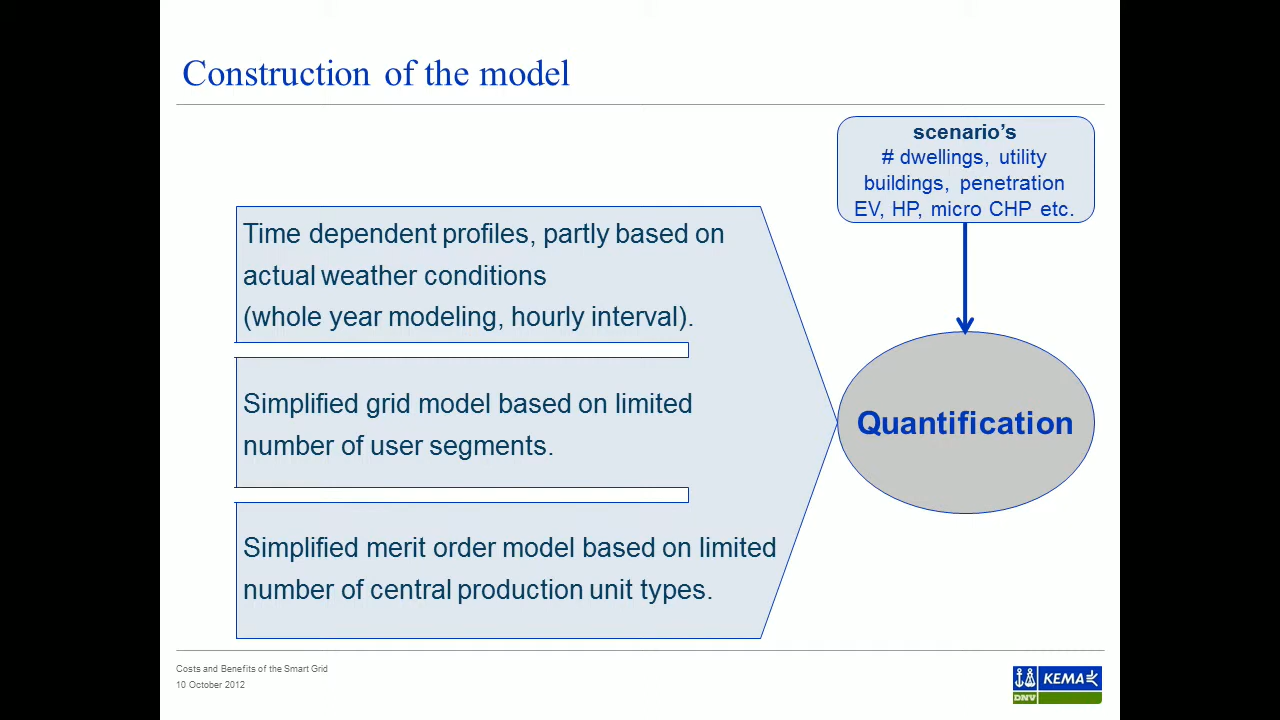 Construction of the model
scenario's
# dwellings, utility
buildings, penetration
EV, HP, micro CHP etc.
Time dependent profiles, partly based on
actual weather conditions
(whole year modeling, hourly interval).
Simplified grid model based on limited
number of user segments.
Simplified merit order model based on limited
number of central production unit types.
Quantification
Costs and Benefits of the Smart Grid
10 October 2012
KEMA
DNV